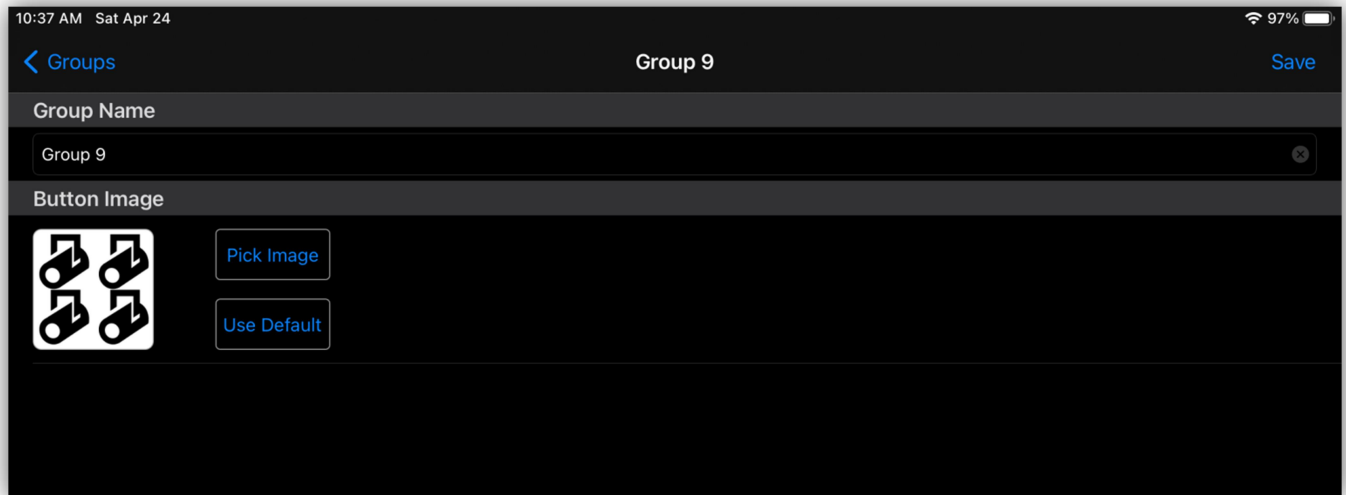 10:37 AM Sat Apr 24 97%
Groups Group 9 Save
Group Name
Group 9
Button Image
Pick Image
Use Default